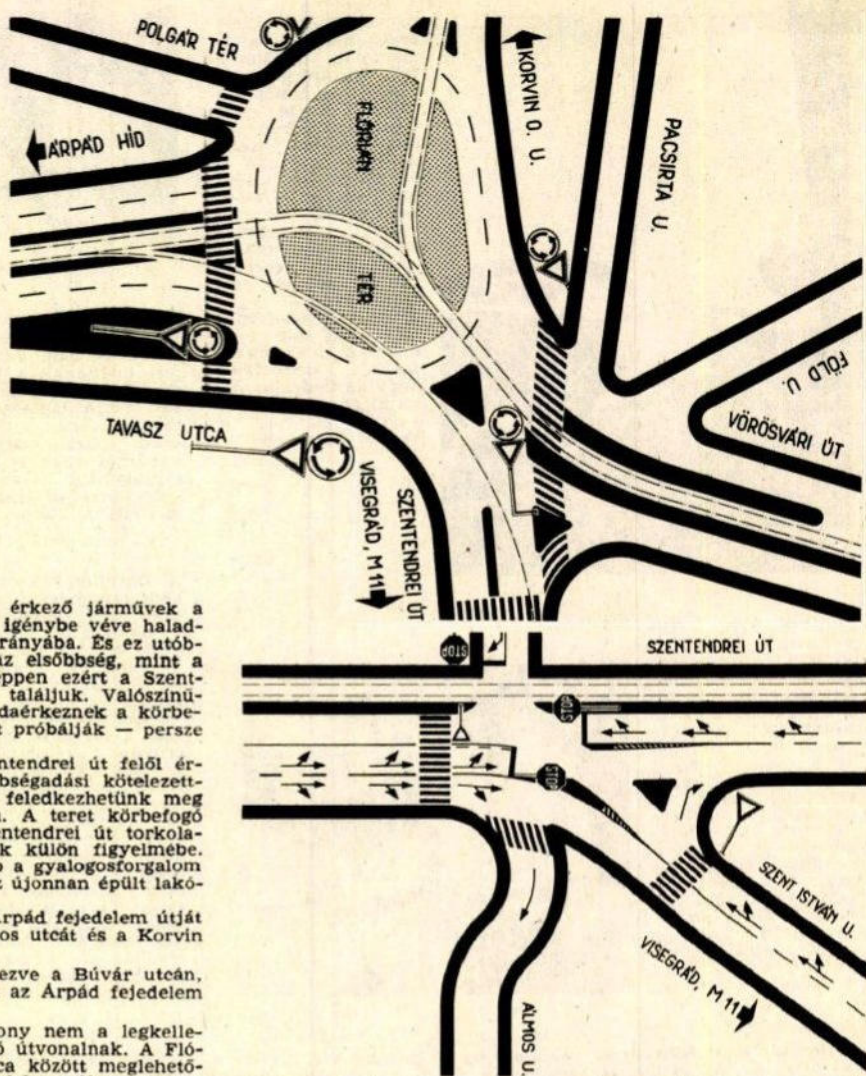 POLGÁR TÉR
KORVIN O. U.
PACSIRTA U.
ÁRPÁD HÍD
FLÓRIÁN
TÉR
FÖLD U.
VÖRÖSVÁRI ÚT
TAVASZ UTCA
VISEGRÁD, M 11
SZENTENDREI ÚT
érkező járművek a
igénybe véve halad-
rányába. És ez utób-
az elsőbbség, mint a
ppen ezért a Szent-
találjuk. Valószínű-
daérkeznek a körbe-
próbálják — persze
ntendrei út felől ér-
bbségadási kötelezett-
feledkezhetünk meg
A teret körbefogó
entendrei út torkola-
k külön figyelmébe.
a gyalogosforgalom
újonnan épült lakó-
Árpád fejedelem útját
os utcát és a Korvin
ezve a Búvár utcán,
az Árpád fejedelem
ony nem a legkelle-
ó útvonalnak. A Fló-
ca között meglehető-
STOP
SZENTENDREI ÚT
STOP
STOP
SZENT ISTVÁN U.
VISEGRÁD, M 11
ÁLMOS U.